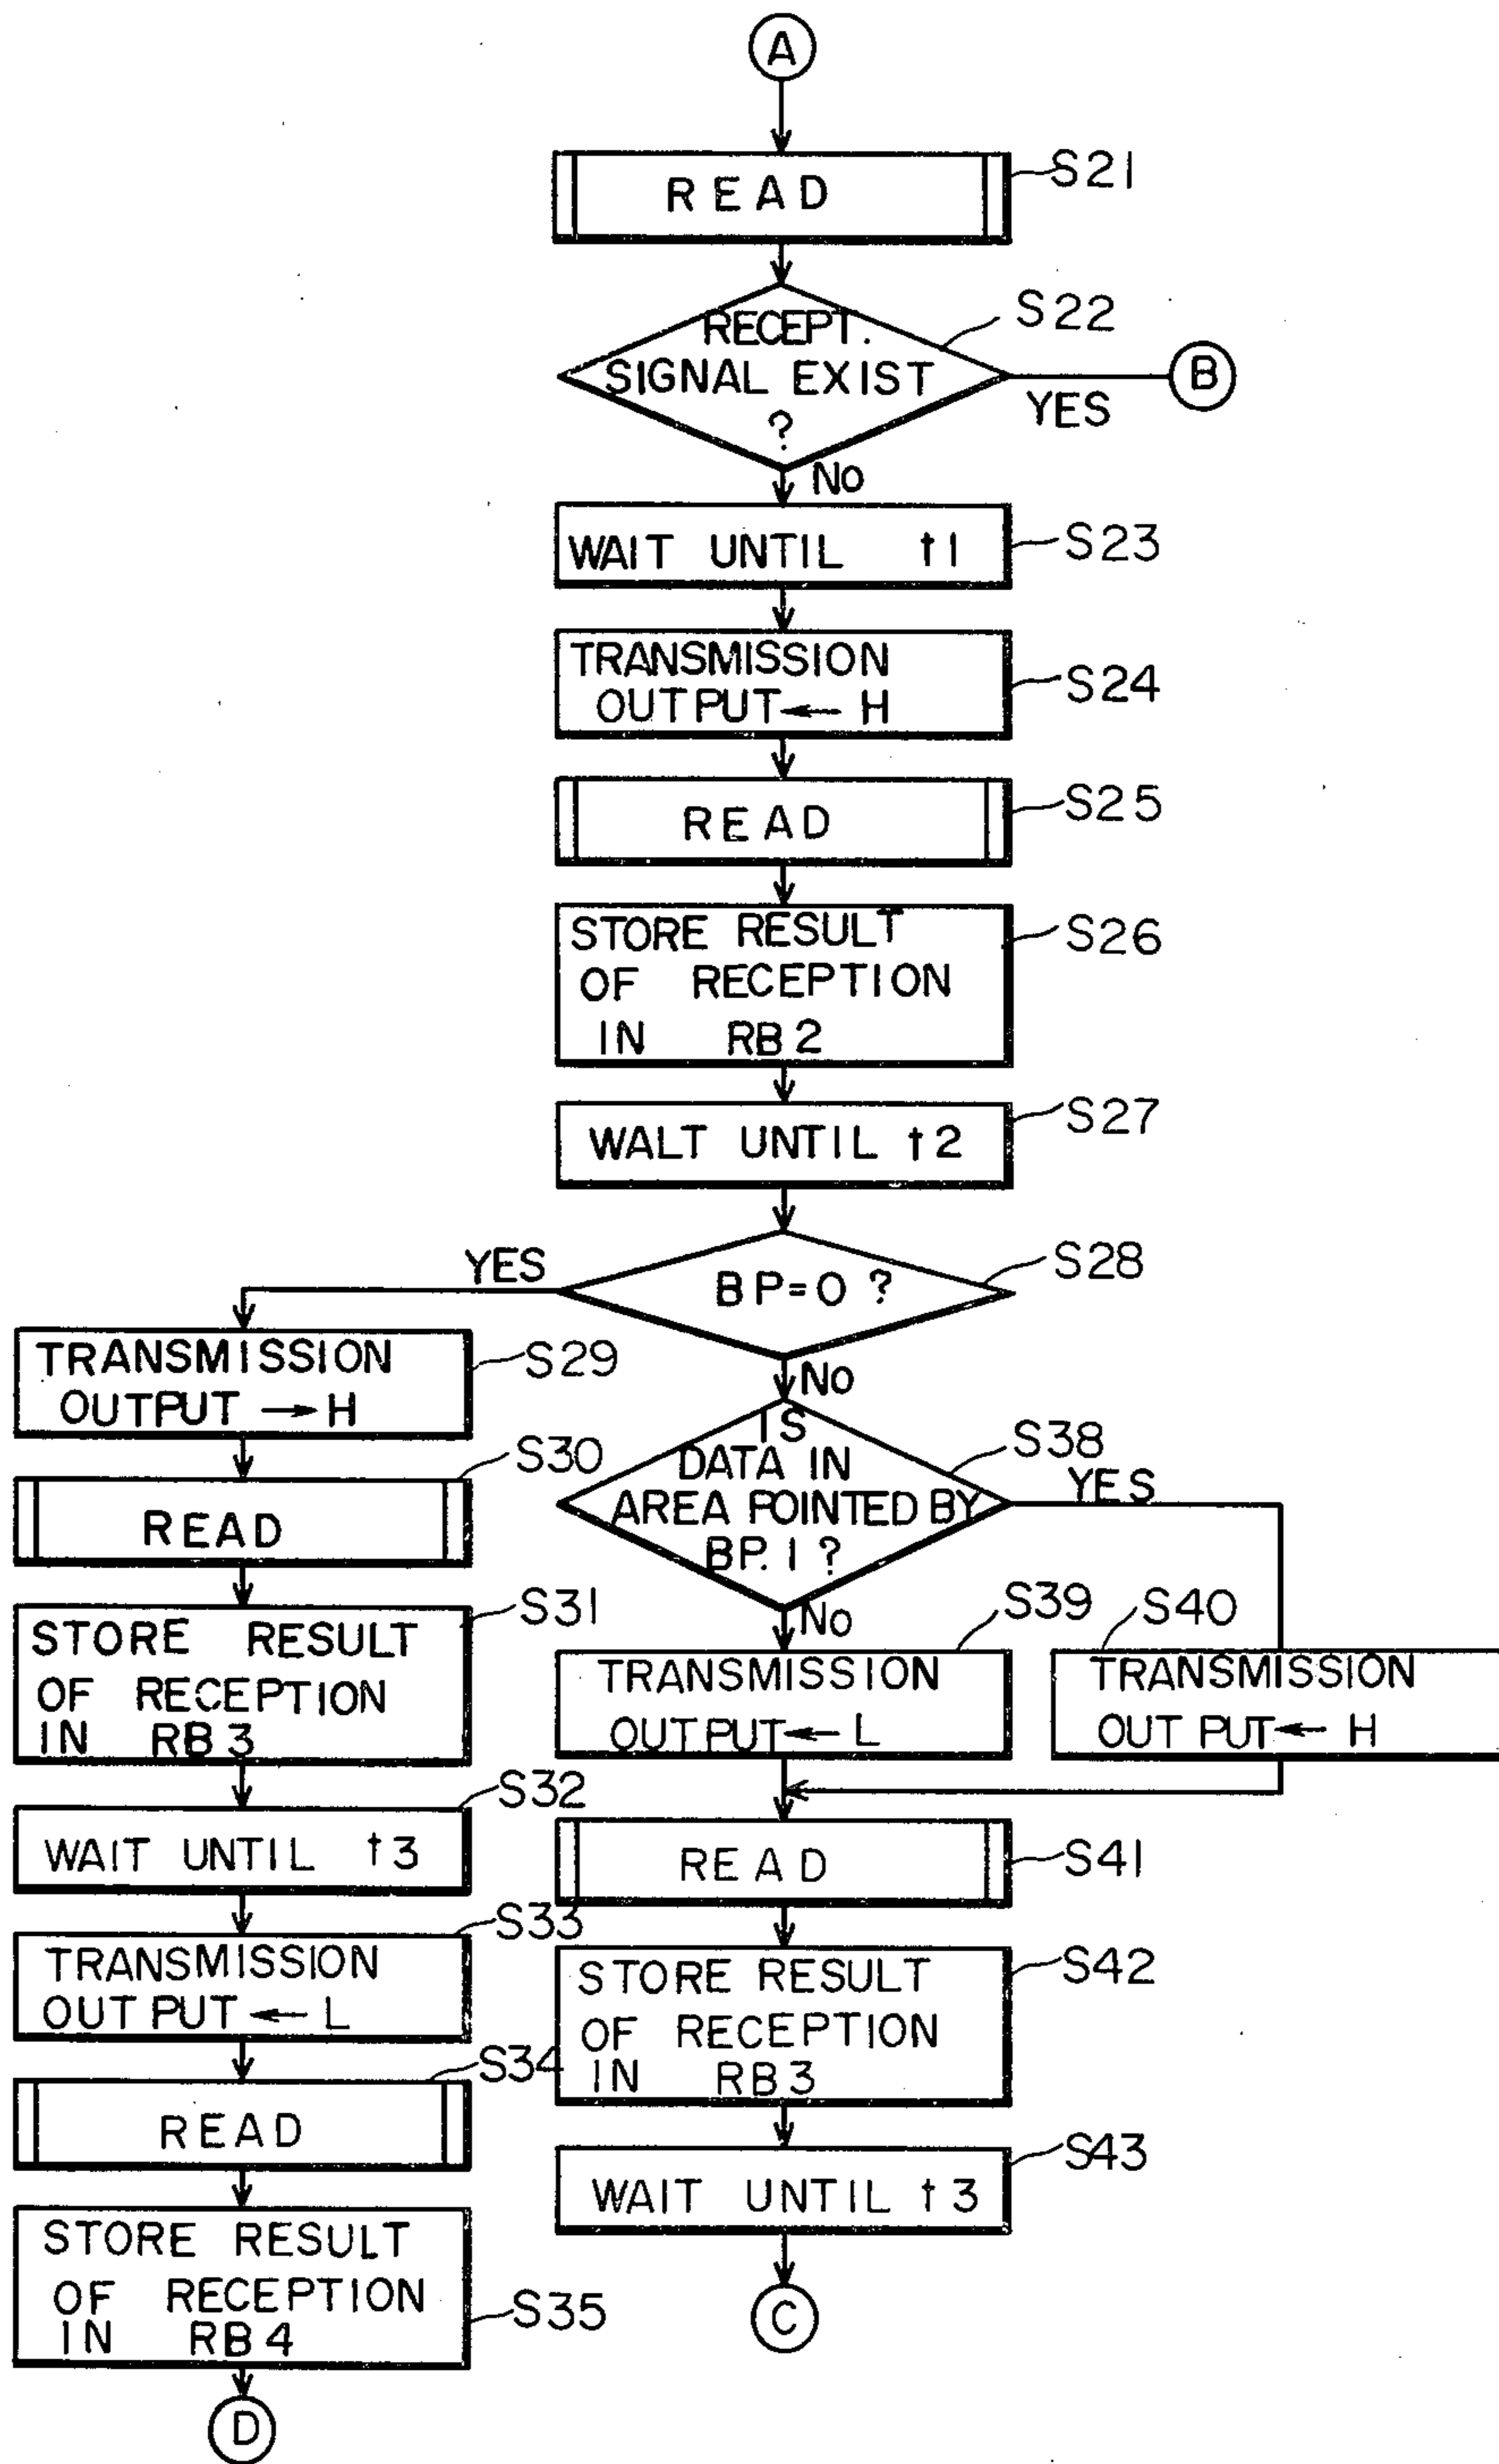 A
READ
S21
RECEPT.
SIGNAL EXIST
?
S22
YES
B
No
WAIT UNTIL t1
S23
TRANSMISSION
OUTPUT ← H
S24
READ
S25
STORE RESULT
OF RECEPTION
IN RB2
S26
WALT UNTIL t2
S27
BP=0 ?
S28
YES
No
TRANSMISSION
OUTPUT → H
S29
READ
S30
STORE RESULT
OF RECEPTION
IN RB3
S31
WAIT UNTIL t3
S32
TRANSMISSION
OUTPUT ← L
S33
READ
S34
STORE RESULT
OF RECEPTION
IN RB4
S35
D
IS
DATA IN
AREA POINTED BY
BP. 1 ?
S38
YES
No
TRANSMISSION
OUTPUT ← L
S39
TRANSMISSION
OUTPUT ← H
S40
READ
S41
STORE RESULT
OF RECEPTION
IN RB3
S42
WAIT UNTIL t3
S43
C